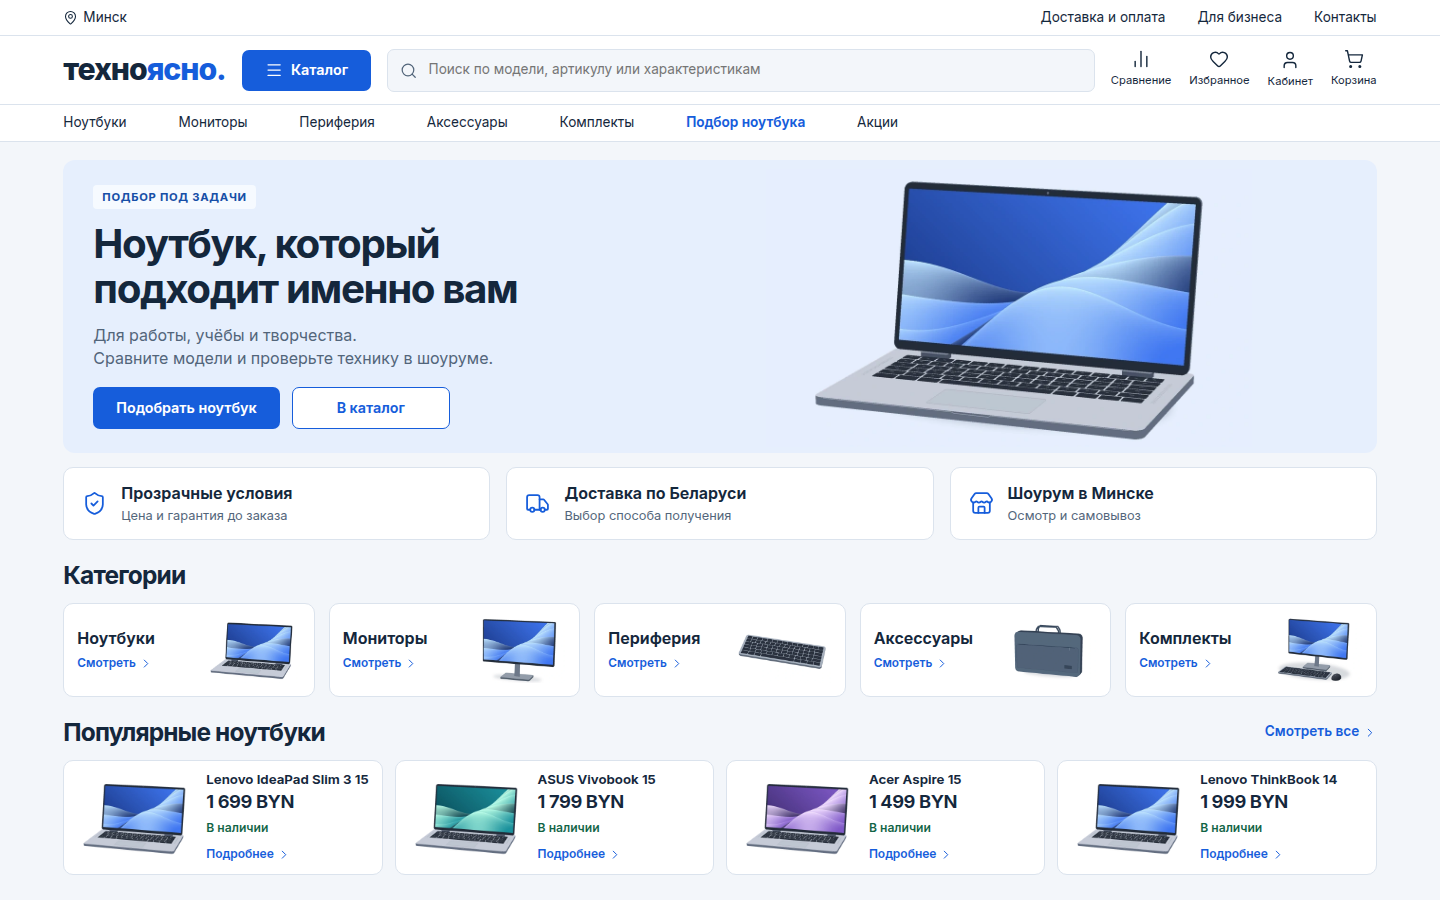 Минск
Доставка и оплата
Для бизнеса
Контакты
техноясно.
Каталог
Поиск по модели, артикулу или характеристикам
Сравнение
Избранное
Кабинет
Корзина
Ноутбуки
Мониторы
Периферия
Аксессуары
Комплекты
Подбор ноутбука
Акции
ПОДБОР ПОД ЗАДАЧИ
Ноутбук, который
подходит именно вам
Для работы, учёбы и творчества.
Сравните модели и проверьте технику в шоуруме.
Подобрать ноутбук
В каталог
Прозрачные условия
Цена и гарантия до заказа
Доставка по Беларуси
Выбор способа получения
Шоурум в Минске
Осмотр и самовывоз
Категории
Ноутбуки
Смотреть
Мониторы
Смотреть
Периферия
Смотреть
Аксессуары
Смотреть
Комплекты
Смотреть
Популярные ноутбуки
Смотреть все
Lenovo IdeaPad Slim 3 15
1 699 BYN
В наличии
Подробнее
ASUS Vivobook 15
1 799 BYN
В наличии
Подробнее
Acer Aspire 15
1 499 BYN
В наличии
Подробнее
Lenovo ThinkBook 14
1 999 BYN
В наличии
Подробнее